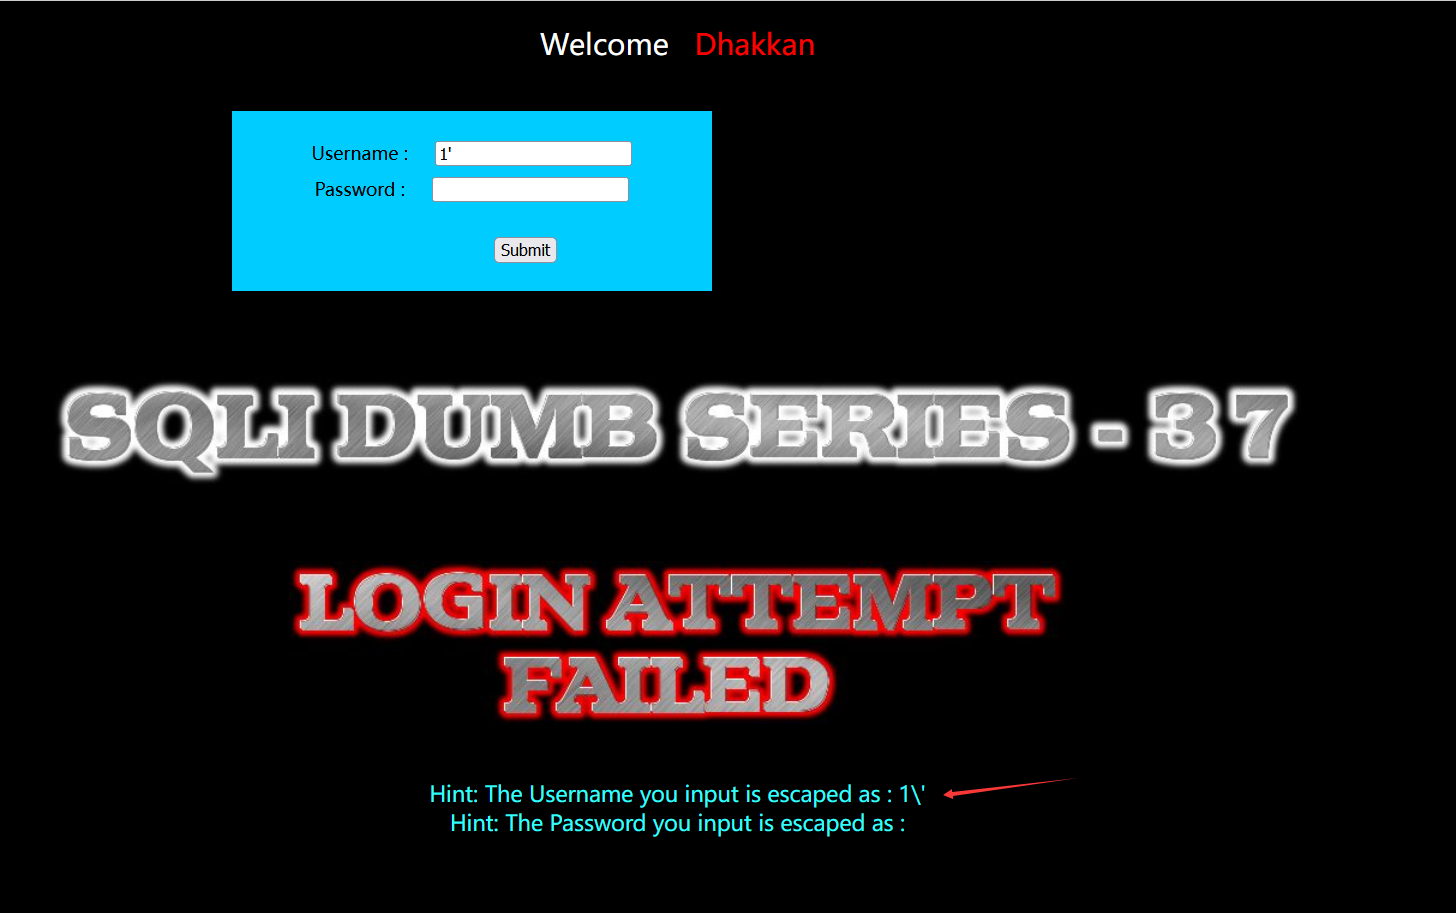 Welcome Dhakkan
Username : 1'
Password :
Submit
SQLI DUMB SERIES - 37
LOGIN ATTEMPT
FAILED
Hint: The Username you input is escaped as : 1\'
Hint: The Password you input is escaped as :